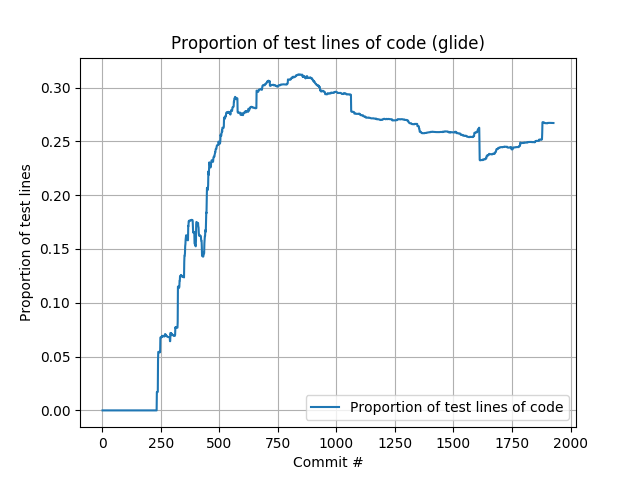 Proportion of test lines of code (glide)
Proportion of test lines
0.30
0.25
0.20
0.15
0.10
0.05
0.00
Proportion of test lines of code
0 250 500 750 1000 1250 1500 1750 2000
Commit #